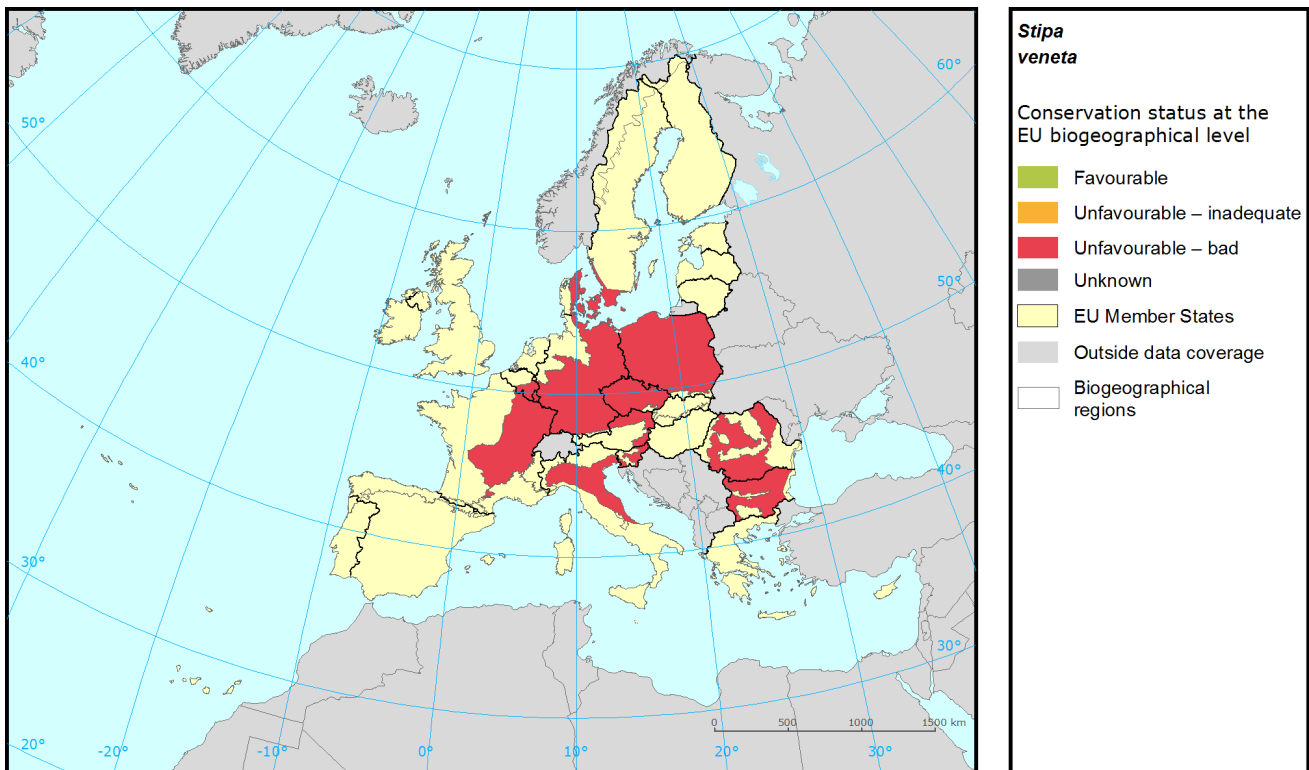 Stipa
veneta
Conservation status at the
EU biogeographical level
Favourable
Unfavourable – inadequate
Unfavourable – bad
Unknown
EU Member States
Outside data coverage
Biogeographical
regions
60°
50°
50°
40°
40°
30°
30°
20°
-20°
-10°
0°
10°
20°
30°
0 500 1000 1500 km